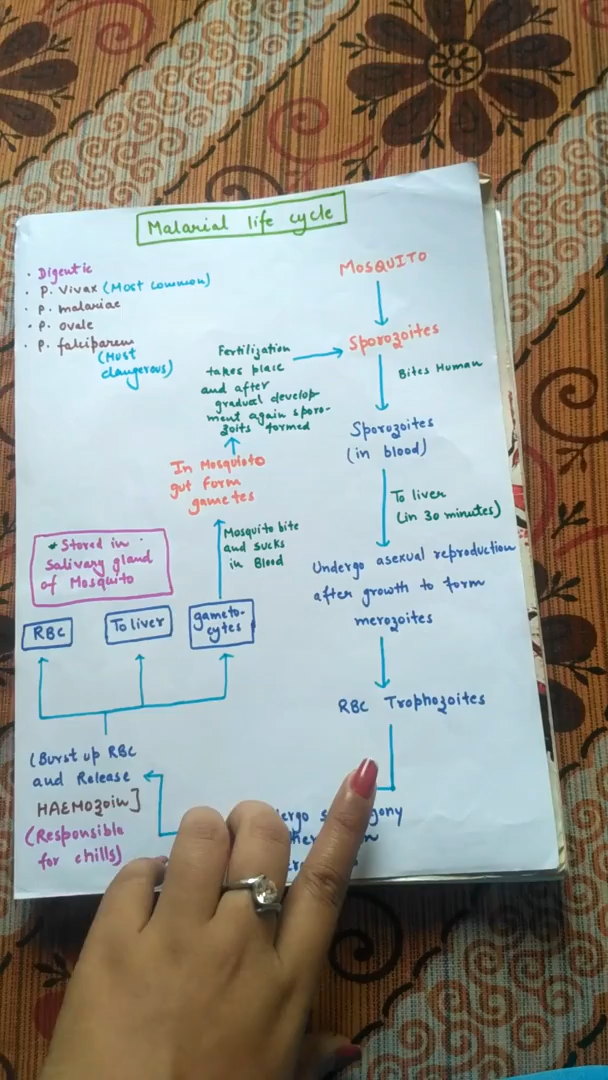 Malarial life cycle
• Digentic
• P. Vivax (Most common)
• P. malariae
• P. ovale
• P. falciparem
(Most
dangerous)
MOSQUITO
Sporozoites
Bites Human
Sporozoites
(in blood)
To liver
(in 30 minutes)
Undergo asexual reproduction
after growth to form
merozoites
RBC Trophozoites
(Burst up RBC
and Release
HAEMOZOIN]
(Responsible
for chills)
RBC
To liver
gameto-
cytes
* Stored in
Salivary gland
of Mosquito
Mosquito bite
and sucks
in Blood
In Mosquioto
gut form
gametes
Fertilization
takes place
and after
gradual develop
ment again sporo-
zoits formed